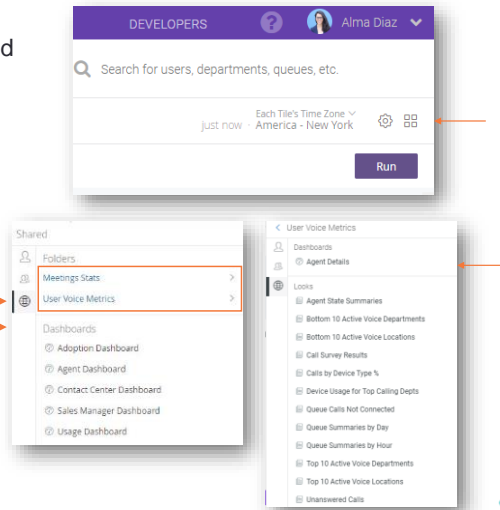 DEVELOPERS ? Alma Diaz
Search for users, departments, queues, etc.
Each Tile's Time Zone
just now · America - New York
Run
Shared
Folders
Meetings Stats
User Voice Metrics
Dashboards
Adoption Dashboard
Agent Dashboard
Contact Center Dashboard
Sales Manager Dashboard
Usage Dashboard
User Voice Metrics
Dashboards
Agent Details
Looks
Agent State Summaries
Bottom 10 Active Voice Departments
Bottom 10 Active Voice Locations
Call Survey Results
Calls by Device Type %
Device Usage for Top Calling Depts
Queue Calls Not Connected
Queue Summaries by Day
Queue Summaries by Hour
Top 10 Active Voice Departments
Top 10 Active Voice Locations
Unanswered Calls